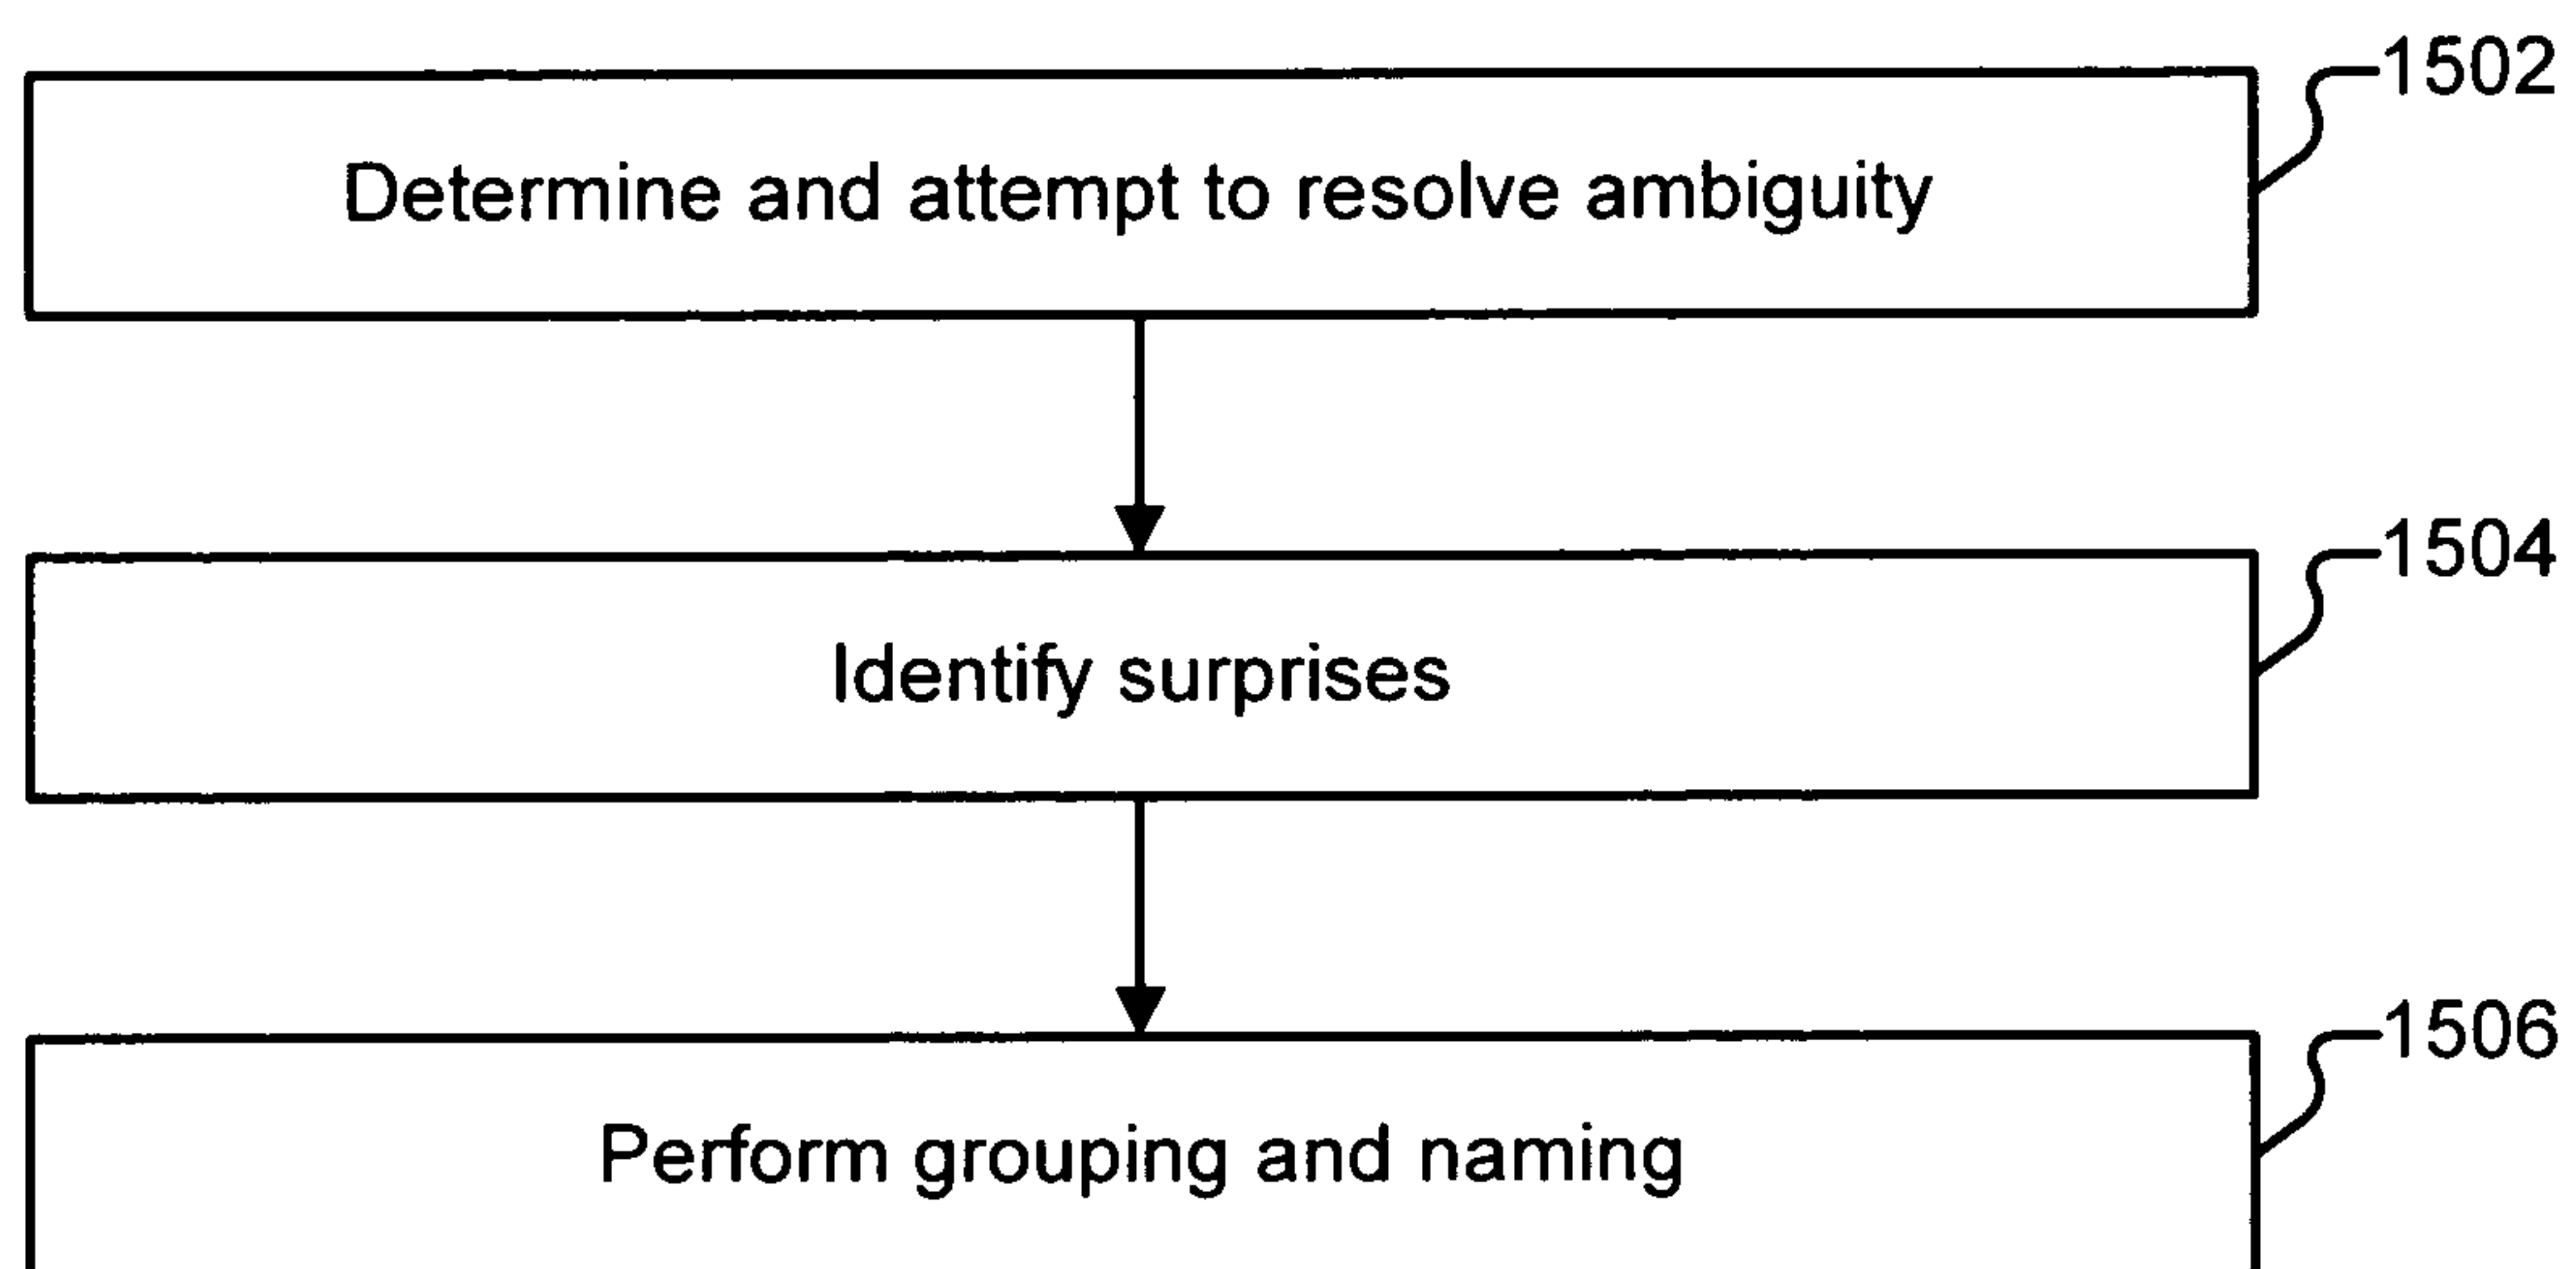 1502
Determine and attempt to resolve ambiguity
1504
Identify surprises
1506
Perform grouping and naming